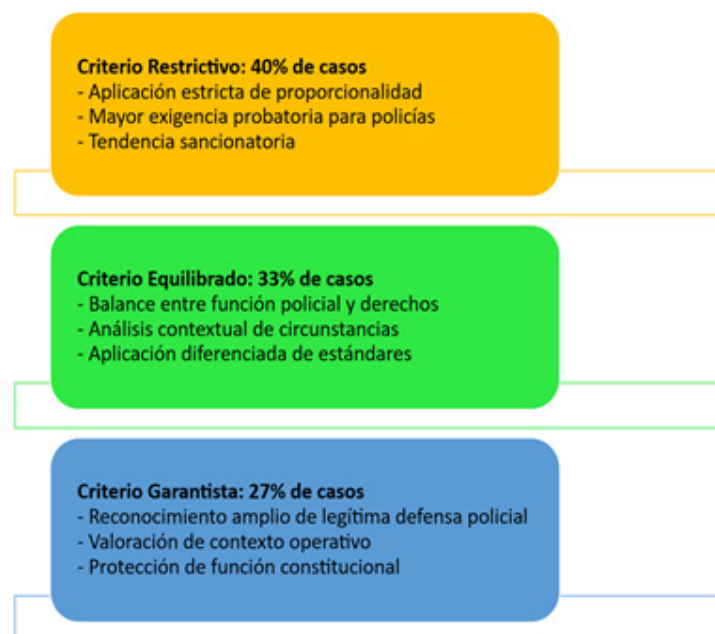 Criterio Restrictivo: 40% de casos
- Aplicación estricta de proporcionalidad
- Mayor exigencia probatoria para policías
- Tendencia sancionatoria
Criterio Equilibrado: 33% de casos
- Balance entre función policial y derechos
- Análisis contextual de circunstancias
- Aplicación diferenciada de estándares
Criterio Garantista: 27% de casos
- Reconocimiento amplio de legítima defensa policial
- Valoración de contexto operativo
- Protección de función constitucional